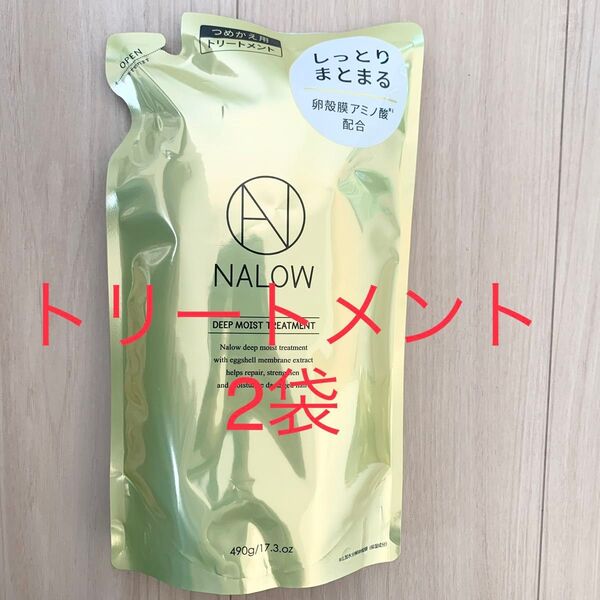 つめかえ用
トリートメント
OPEN
しっとり
まとまる
卵殻膜アミノ酸※1
配合
NALOW
トリートメント
DEEP MOIST TREATMENT
Nalow deep moist treatment
with eggshell membrane extract
helps repair, strengthen
and moisturize damaged hair
2袋
490g/17.3.oz